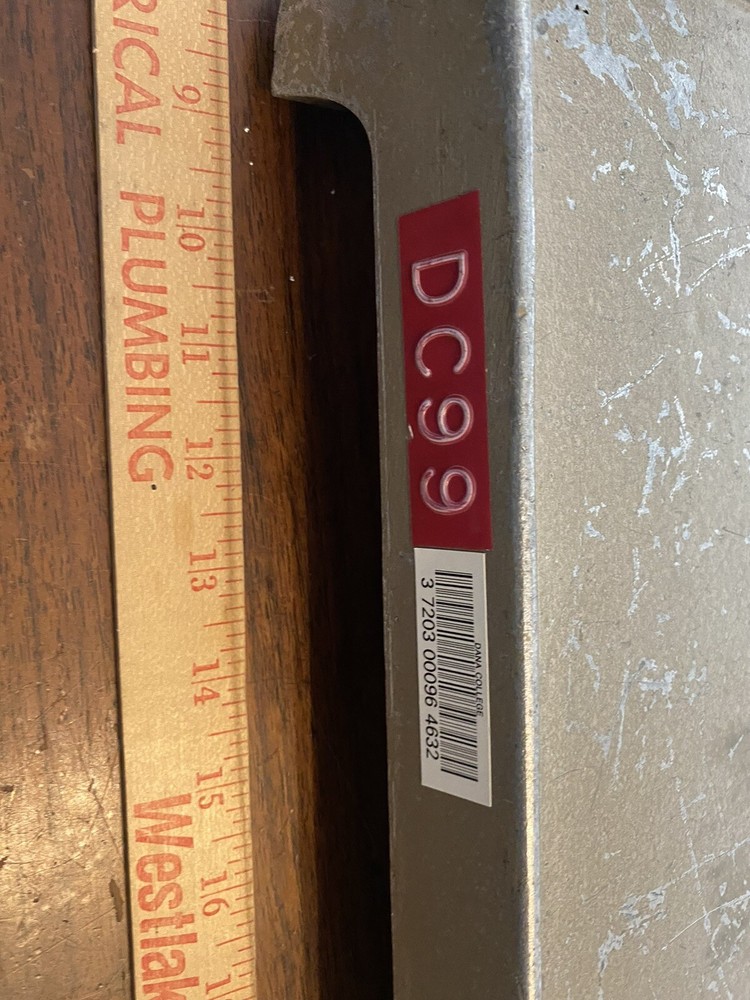 RICAL PLUMBING.
Westlak
9 10 11 12 13 14 15 16
DC99
DANA COLLEGE
3 7203 00096 4632